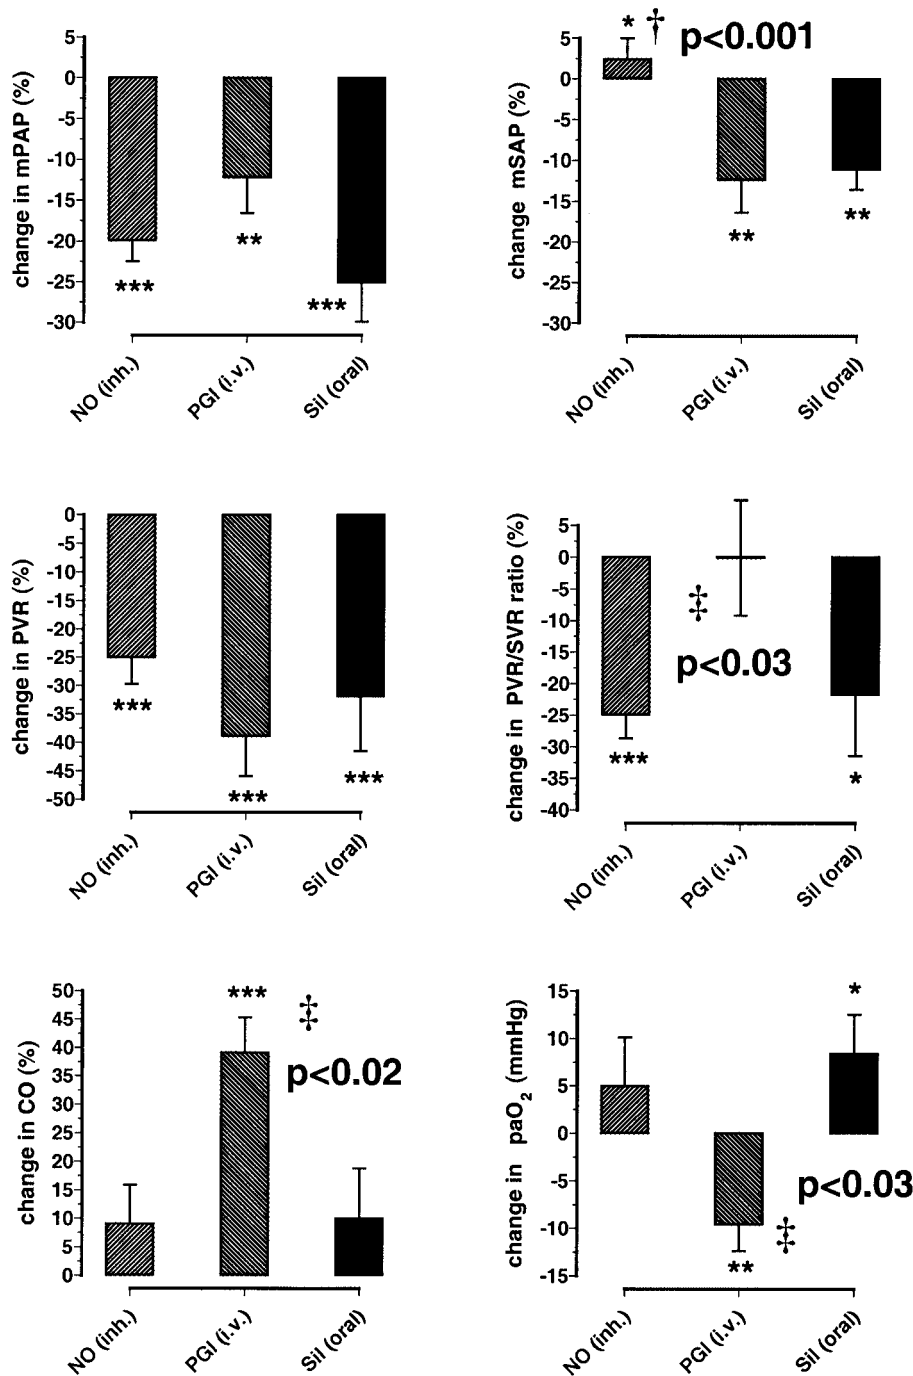 change in mPAP (%)
5
0
-5
-10
-15
-20
-25
-30
***
**
***
NO (inh.)
PGI (i.v.)
Sil (oral)
change mSAP (%)
5
0
-5
-10
-15
-20
-25
-30
* † p<0.001
**
**
NO (inh.)
PGI (i.v.)
Sil (oral)
change in PVR (%)
0
-5
-10
-15
-20
-25
-30
-35
-40
-45
-50
***
***
***
NO (inh.)
PGI (i.v.)
Sil (oral)
change in PVR/SVR ratio (%)
5
0
-5
-10
-15
-20
-25
-30
-35
-40
‡
p<0.03
***
*
NO (inh.)
PGI (i.v.)
Sil (oral)
change in CO (%)
50
45
40
35
30
25
20
15
10
5
0
*** ‡
p<0.02
NO (inh.)
PGI (i.v.)
Sil (oral)
change in paO2 (mmHg)
15
10
5
0
-5
-10
-15
*
p<0.03
** ‡
NO (inh.)
PGI (i.v.)
Sil (oral)